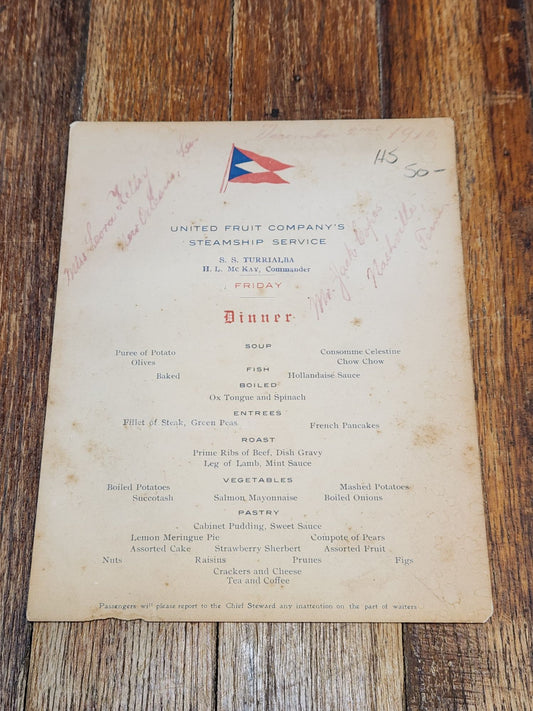 December 2nd 191
HS
50-
Miss Leora Kelley
New Orleans, La
Mr. Jack
Nashville,
Tenn
UNITED FRUIT COMPANY'S
STEAMSHIP SERVICE
S. S. TURRIALBA
H. L. McKAY, Commander
FRIDAY
Dinner
SOUP
Puree of Potato Consomme Celestine
Olives Chow Chow
FISH
Baked Hollandaise Sauce
BOILED
Ox Tongue and Spinach
ENTREES
Fillet of Steak, Green Peas French Pancakes
ROAST
Prime Ribs of Beef, Dish Gravy
Leg of Lamb, Mint Sauce
VEGETABLES
Boiled Potatoes Mashed Potatoes
Succotash Salmon, Mayonnaise Boiled Onions
PASTRY
Cabinet Pudding, Sweet Sauce
Lemon Meringue Pie Compote of Pears
Assorted Cake Strawberry Sherbert Assorted Fruit
Nuts Raisins Prunes Figs
Crackers and Cheese
Tea and Coffee
Passengers will please report to the Chief Steward any inattention on the part of waiters